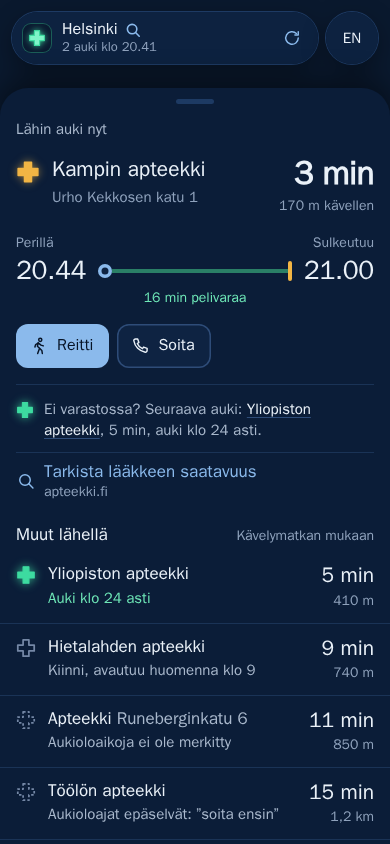 Helsinki
2 auki klo 20.41
EN
Lähin auki nyt
Kampin apteekki
3 min
Urho Kekkosen katu 1
170 m kävellen
Perillä
Sulkeutuu
20.44
21.00
16 min pelivaraa
Reitti
Soita
Ei varastossa? Seuraava auki: Yliopiston
apteekki, 5 min, auki klo 24 asti.
Tarkista lääkkeen saatavuus
apteekki.fi
Muut lähellä
Kävelymatkan mukaan
Yliopiston apteekki
5 min
Auki klo 24 asti
410 m
Hietalahden apteekki
9 min
Kiinni, avautuu huomenna klo 9
740 m
Apteekki Runeberginkatu 6
11 min
Aukioloaikoja ei ole merkitty
850 m
Töölön apteekki
15 min
Aukioloajat epäselvät: ”soita ensin”
1,2 km